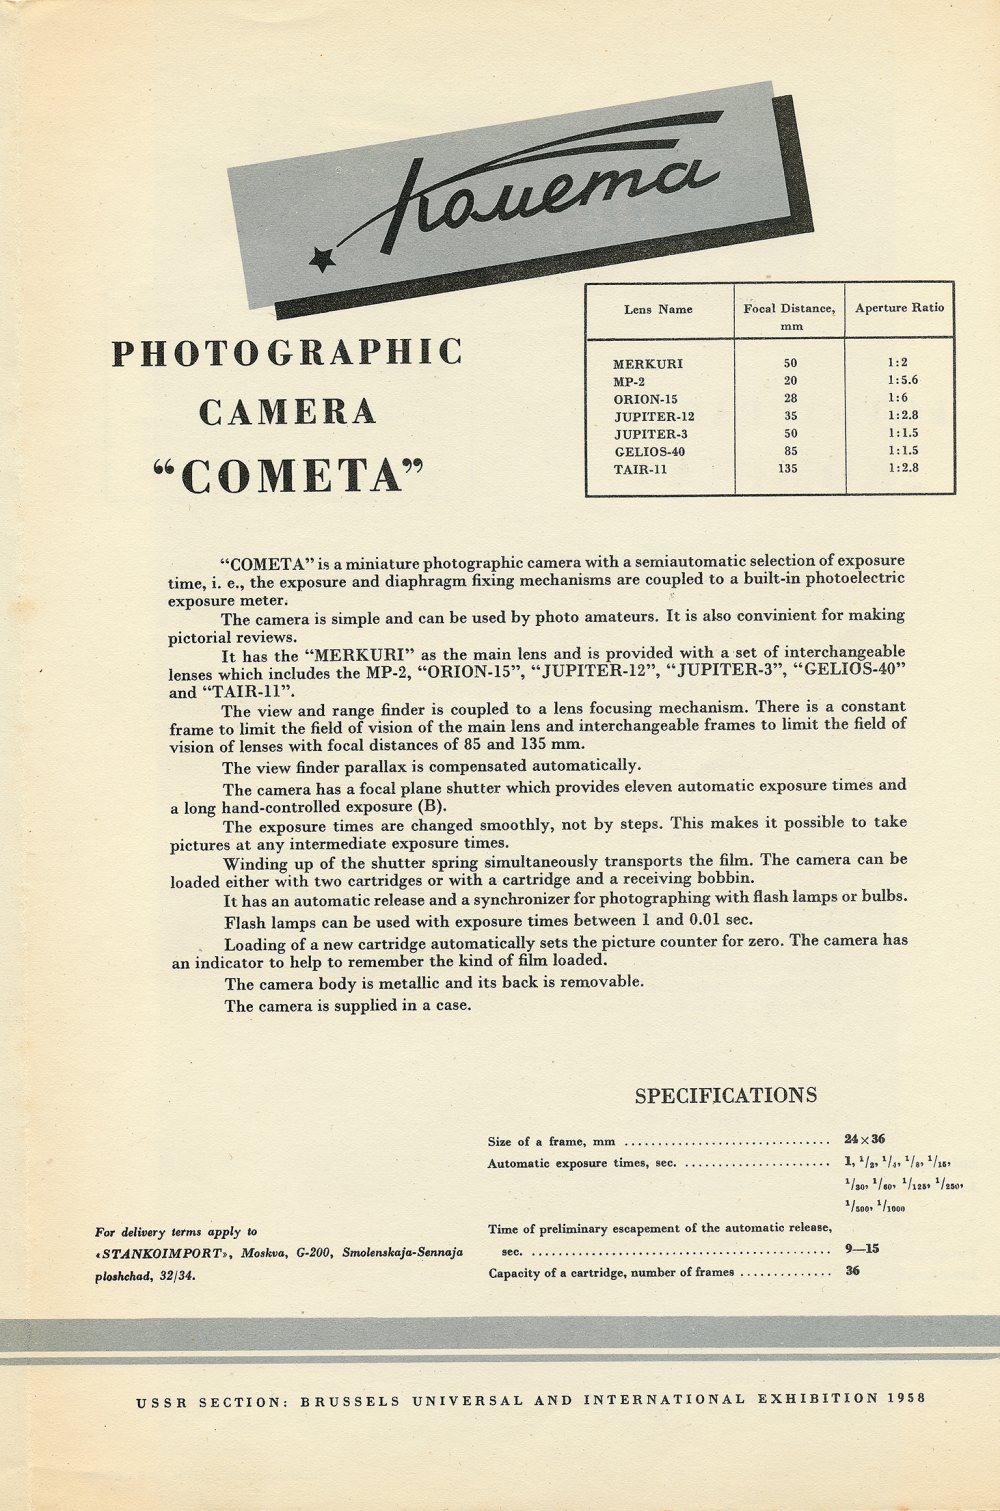 Комета
PHOTOGRAPHIC
CAMERA
“COMETA”
Lens Name Focal Distance, mm Aperture Ratio
MERKURI 50 1:2
MP-2 20 1:5.6
ORION-15 28 1:6
JUPITER-12 35 1:2.8
JUPITER-3 50 1:1.5
GELIOS-40 85 1:1.5
TAIR-11 135 1:2.8
“COMETA” is a miniature photographic camera with a semiautomatic selection of exposure
time, i. e., the exposure and diaphragm fixing mechanisms are coupled to a built-in photoelectric
exposure meter.
The camera is simple and can be used by photo amateurs. It is also convinient for making
pictorial reviews.
It has the “MERKURI” as the main lens and is provided with a set of interchangeable
lenses which includes the MP-2, “ORION-15”, “JUPITER-12”, “JUPITER-3”, “GELIOS-40”
and “TAIR-11”.
The view and range finder is coupled to a lens focusing mechanism. There is a constant
frame to limit the field of vision of the main lens and interchangeable frames to limit the field of
vision of lenses with focal distances of 85 and 135 mm.
The view finder parallax is compensated automatically.
The camera has a focal plane shutter which provides eleven automatic exposure times and
a long hand-controlled exposure (B).
The exposure times are changed smoothly, not by steps. This makes it possible to take
pictures at any intermediate exposure times.
Winding up of the shutter spring simultaneously transports the film. The camera can be
loaded either with two cartridges or with a cartridge and a receiving bobbin.
It has an automatic release and a synchronizer for photographing with flash lamps or bulbs.
Flash lamps can be used with exposure times between 1 and 0.01 sec.
Loading of a new cartridge automatically sets the picture counter for zero. The camera has
an indicator to help to remember the kind of film loaded.
The camera body is metallic and its back is removable.
The camera is supplied in a case.
SPECIFICATIONS
Size of a frame, mm ............................... 24×36
Automatic exposure times, sec. ...................... 1, 1/2, 1/4, 1/8, 1/15,
1/30, 1/60, 1/125, 1/250,
1/500, 1/1000
Time of preliminary escapement of the automatic release,
sec. ............................................. 9—15
Capacity of a cartridge, number of frames .............. 36
For delivery terms apply to
«STANKOIMPORT», Moskva, G-200, Smolenskaja-Sennaja
ploshchad, 32/34.
USSR SECTION: BRUSSELS UNIVERSAL AND INTERNATIONAL EXHIBITION 1958